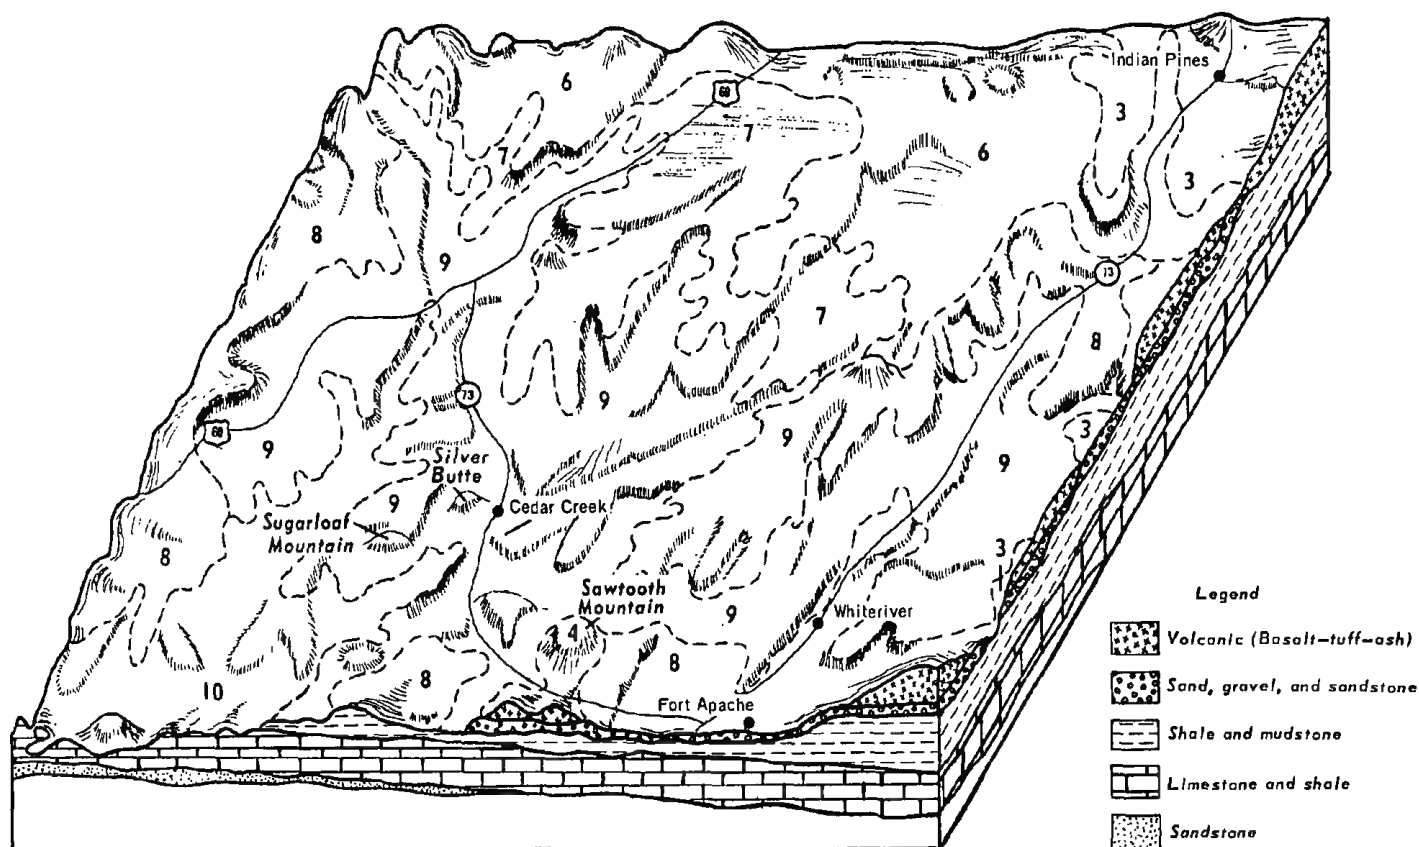 Indian Pines
6
60
3
7
7
6
3
8
9
73
7
8
9
73
60
9
9
3
Silver
Butte
9
9
Cedar Creek
Sugarloaf
Mountain
8
3
Sawtooth
Mountain
9
Whiteriver
4
8
8
10
Fort Apache
Legend
Volcanic (Basalt-tuff-ash)
Sand, gravel, and sandstone
Shale and mudstone
Limestone and shale
Sandstone